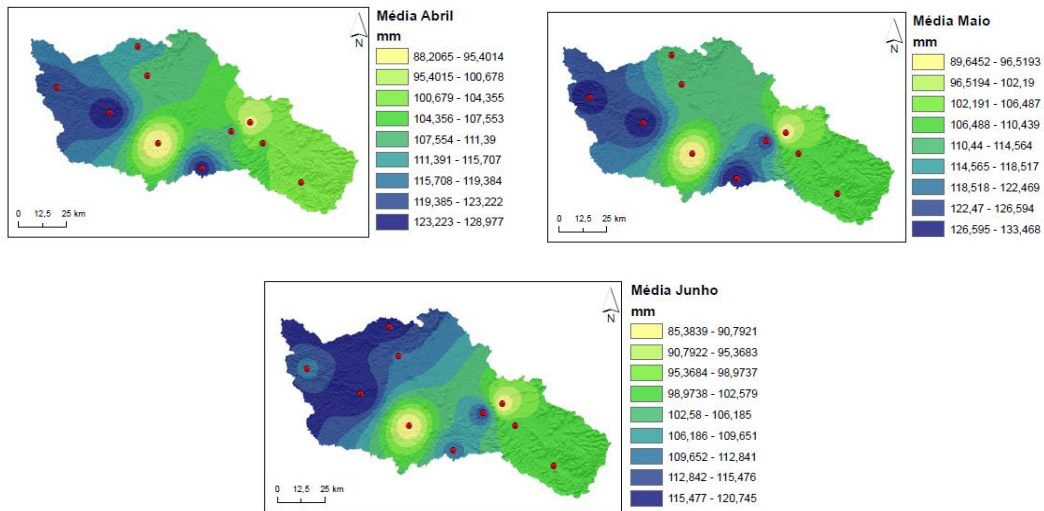 Média Abril
mm
88,2065 - 95,4014
95,4015 - 100,678
100,679 - 104,355
104,356 - 107,553
107,554 - 111,39
111,391 - 115,707
115,708 - 119,384
119,385 - 123,222
123,223 - 128,977
N
0 12,5 25 km
Média Maio
mm
89,6452 - 96,5193
96,5194 - 102,19
102,191 - 106,487
106,488 - 110,439
110,44 - 114,564
114,565 - 118,517
118,518 - 122,469
122,47 - 126,594
126,595 - 133,468
N
0 12,5 25 km
Média Junho
mm
85,3839 - 90,7921
90,7922 - 95,3683
95,3684 - 98,9737
98,9738 - 102,579
102,58 - 106,185
106,186 - 109,651
109,652 - 112,841
112,842 - 115,476
115,477 - 120,745
N
0 12,5 25 km